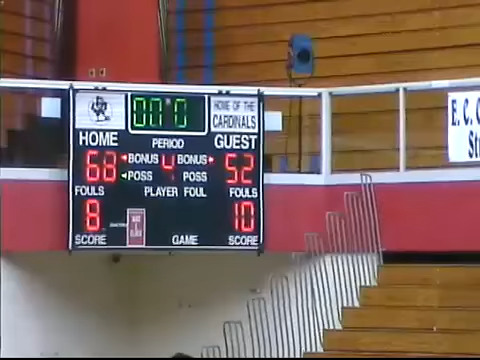 HOME OF THE
CARDINALS
00:0
HOME
PERIOD
GUEST
68
BONUS
4
BONUS
52
POSS
POSS
FOULS
PLAYER FOUL
FOULS
8
10
SCORE
GAME
SCORE
E. C. C
St